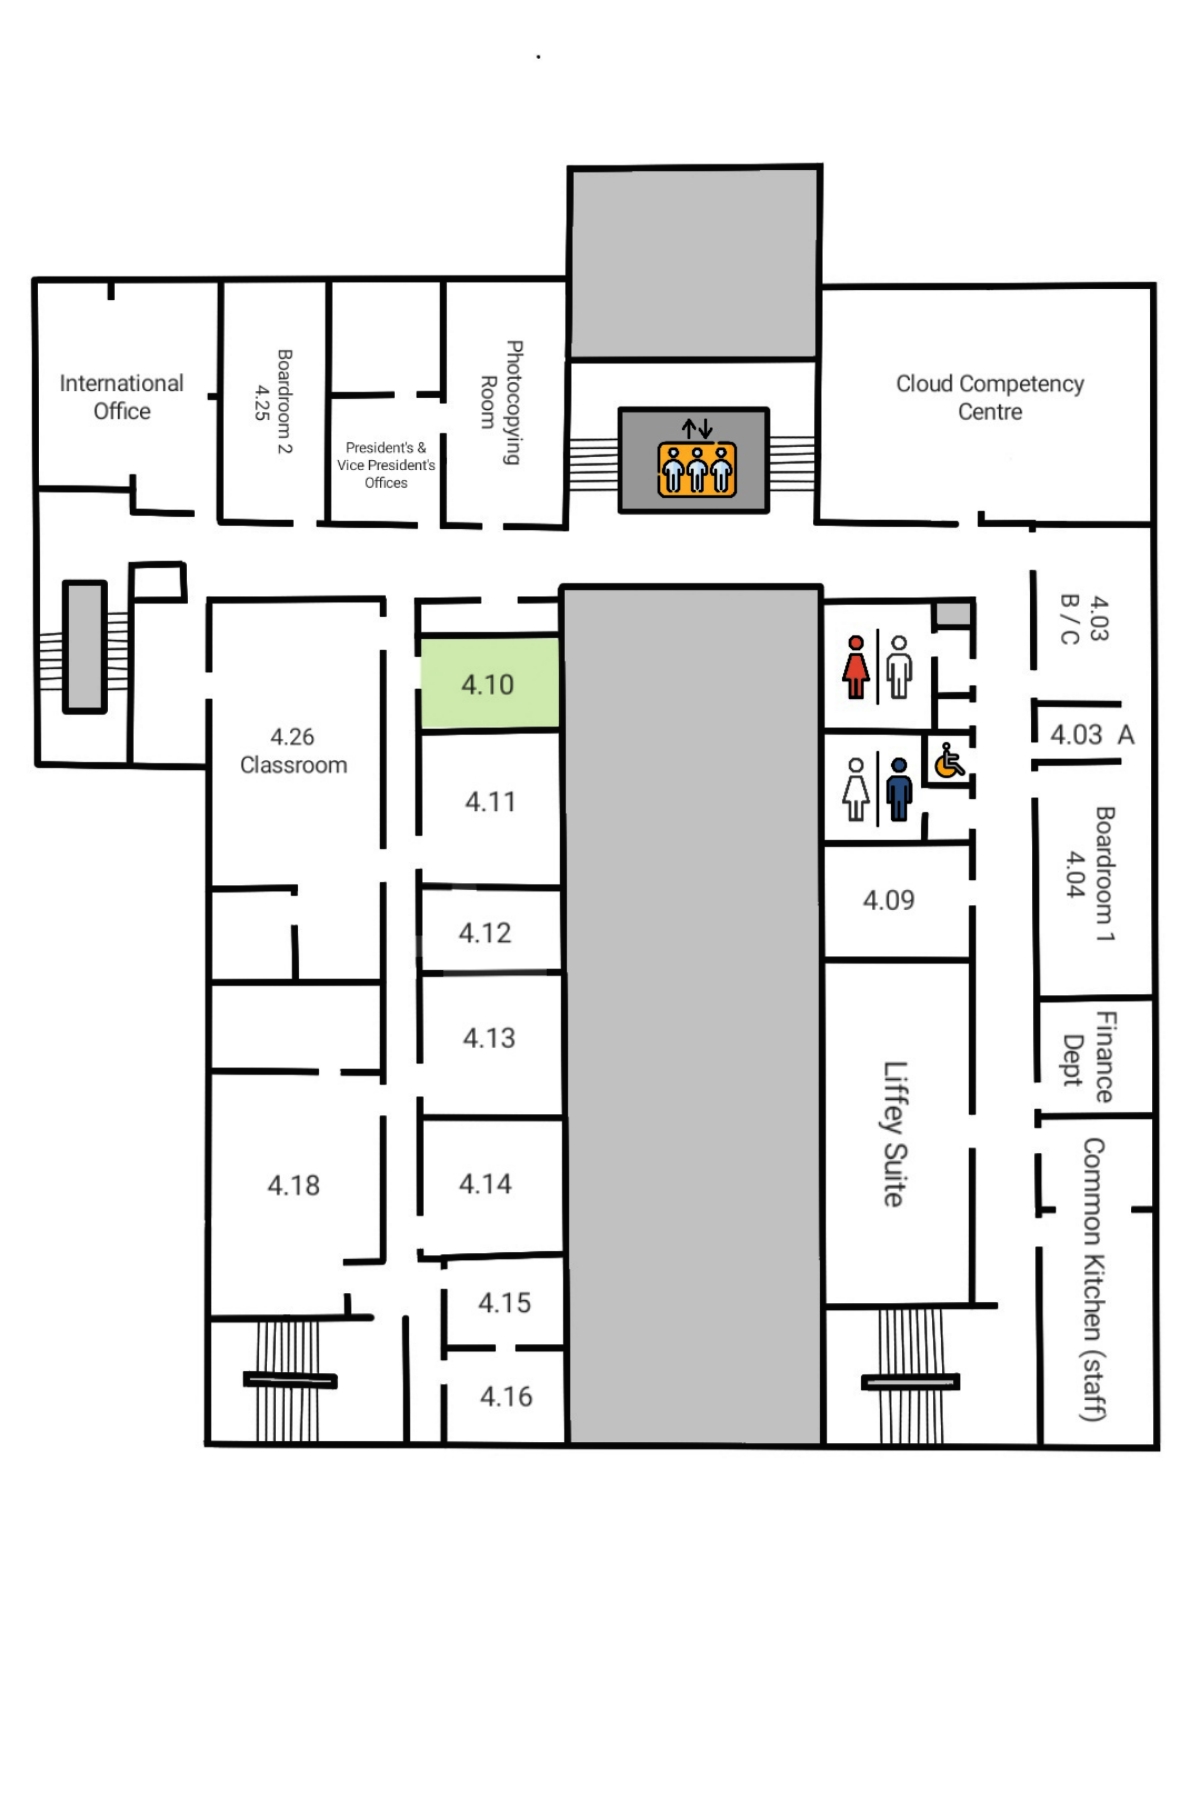 International
Office
Boardroom 2
4.25
President's &
Vice President's
Offices
Photocopying
Room
Cloud Competency
Centre
4.03
B / C
4.03 A
4.10
4.26
Classroom
4.11
Boardroom 1
4.04
4.09
4.12
4.13
Finance
Dept
Liffey Suite
4.14
4.18
Common Kitchen (staff)
4.15
4.16